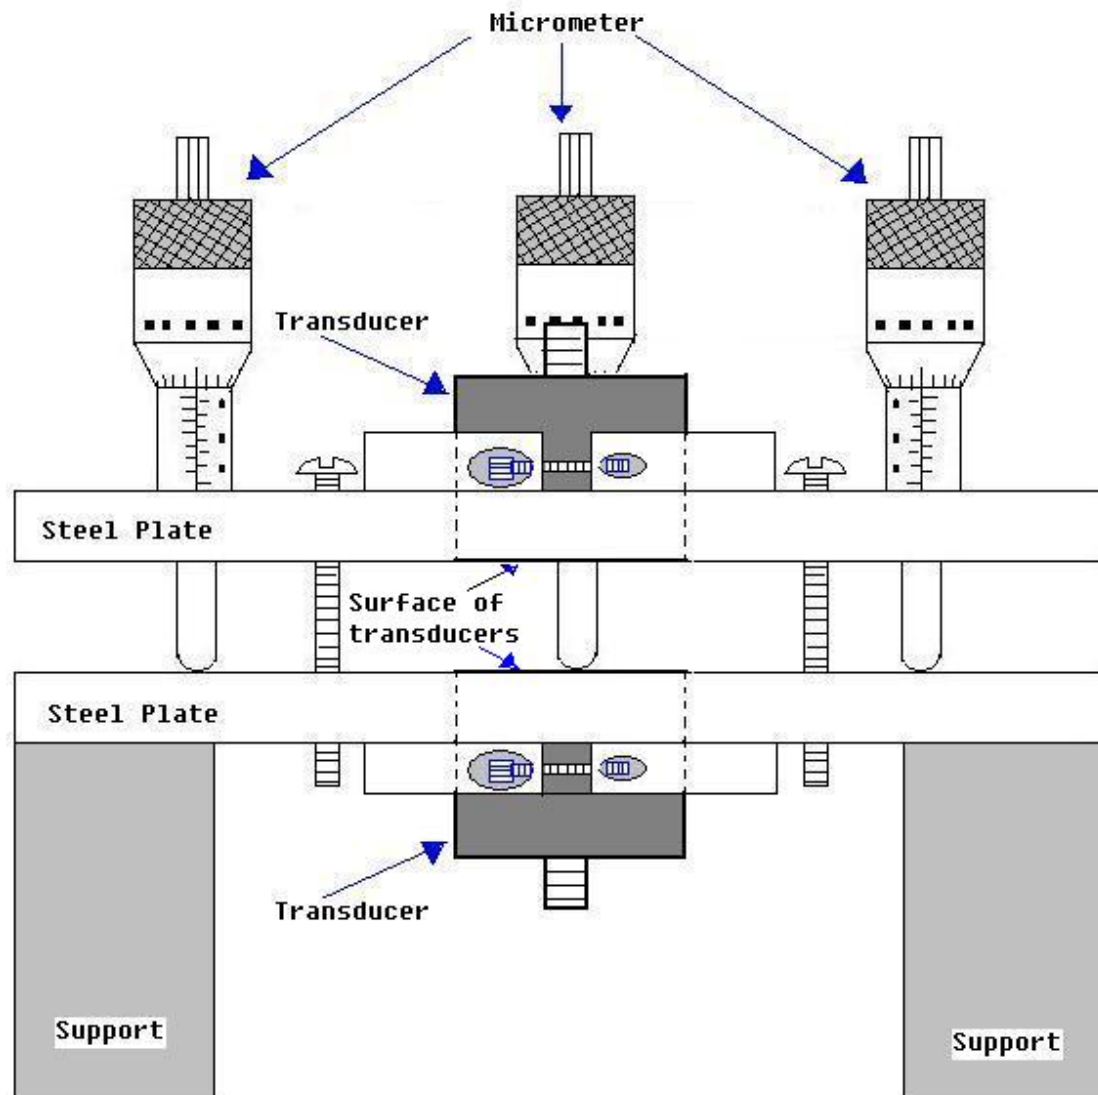 Micrometer
Transducer
Steel Plate
Surface of
transducers
Steel Plate
Transducer
Support
Support